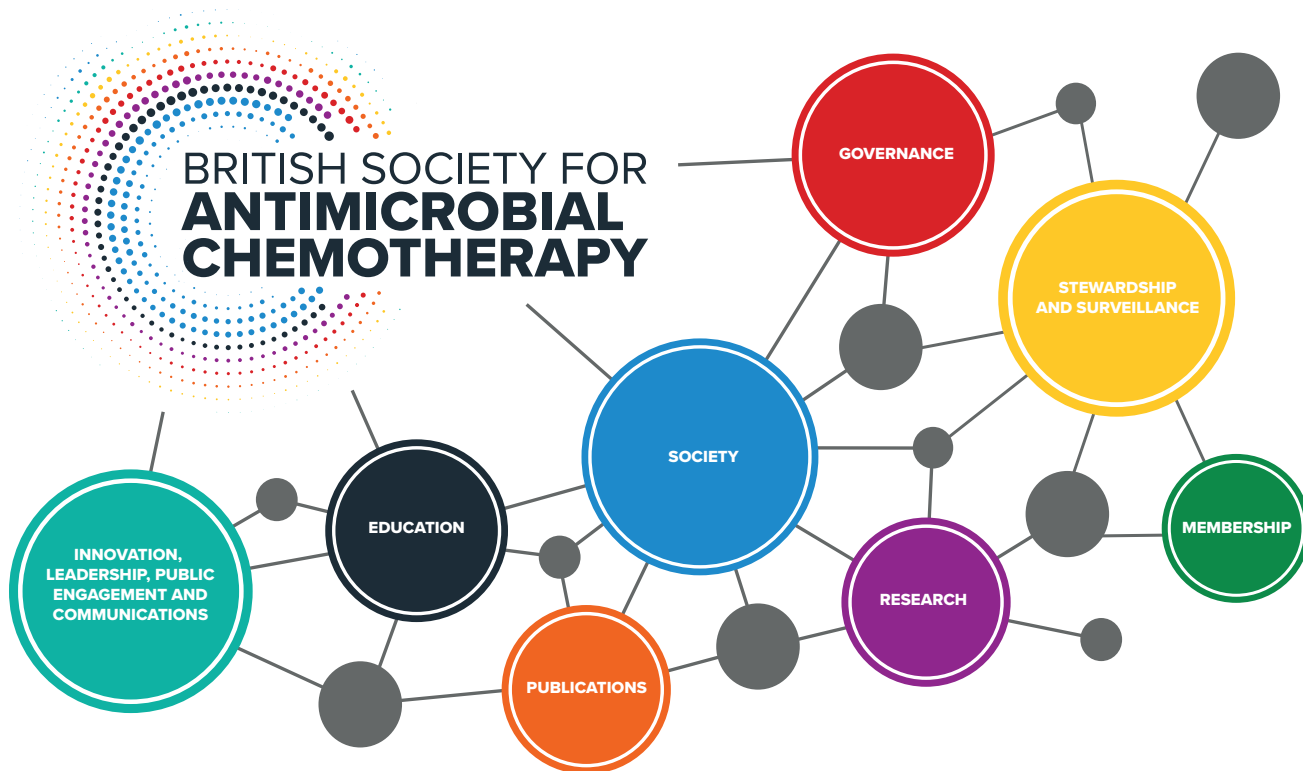 BRITISH SOCIETY FOR
ANTIMICROBIAL
CHEMOTHERAPY
GOVERNANCE
STEWARDSHIP
AND SURVEILLANCE
SOCIETY
EDUCATION
MEMBERSHIP
INNOVATION,
LEADERSHIP, PUBLIC
ENGAGEMENT AND
COMMUNICATIONS
RESEARCH
PUBLICATIONS